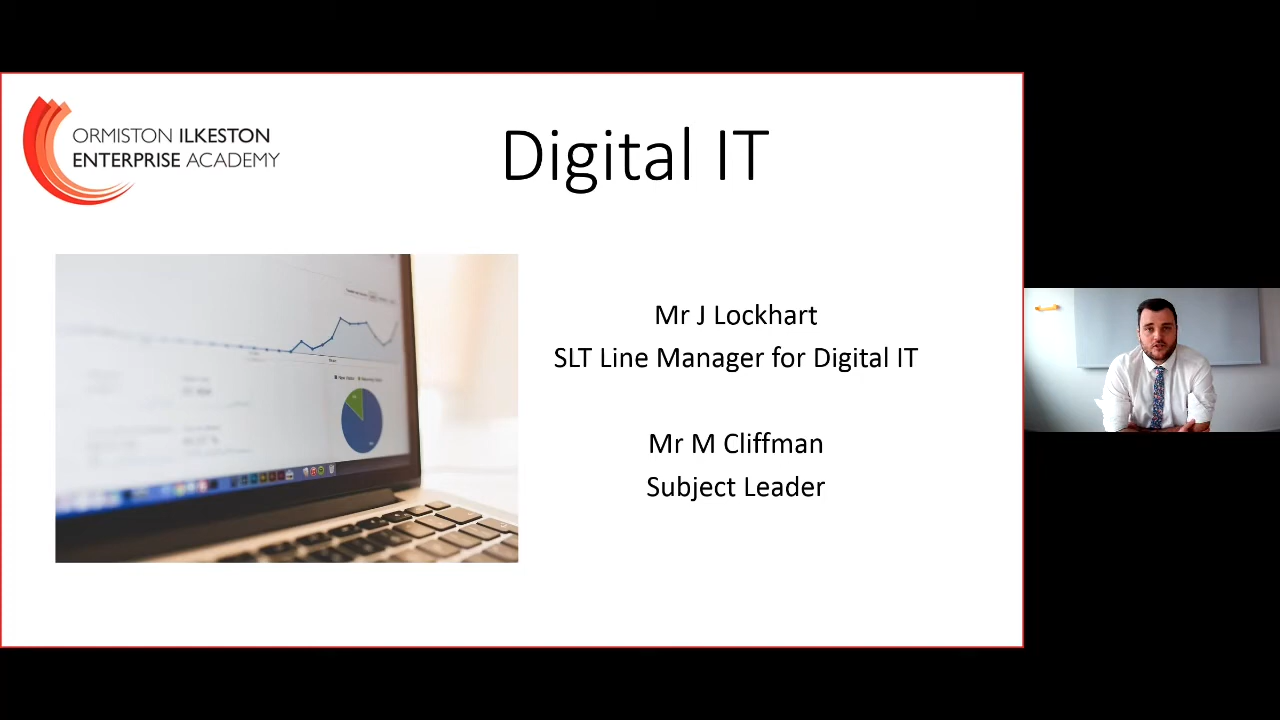 ORMISTON ILKESTON
ENTERPRISE ACADEMY
Digital IT
Mr J Lockhart
SLT Line Manager for Digital IT
Mr M Cliffman
Subject Leader